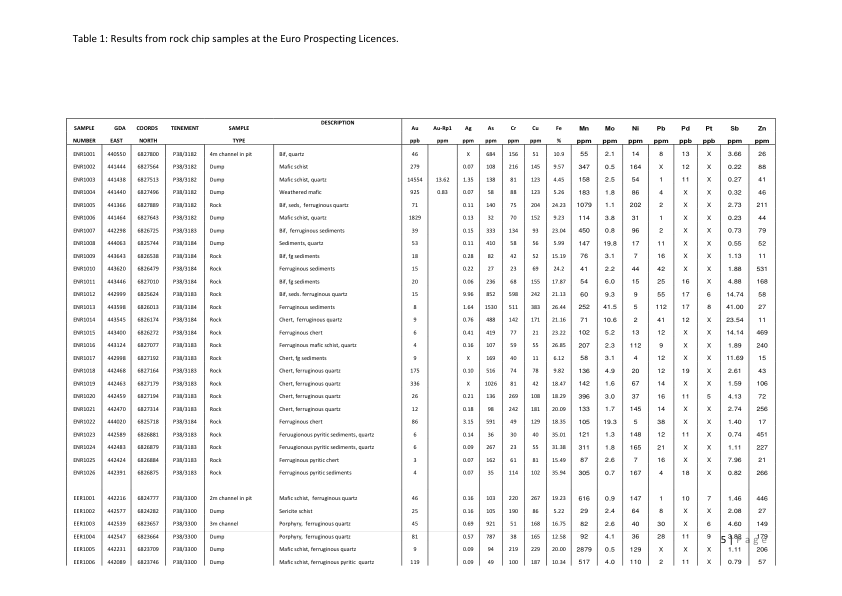 Table 1: Results from rock chip samples at the Euro Prospecting Licences.
DESCRIPTION
SAMPLE GDA COORDS TENEMENT SAMPLE Au Au-Rp1 Ag As Cr Cu Fe Mn Mo Ni Pb Pd Pt Sb Zn
NUMBER EAST NORTH TYPE ppb ppm ppm ppm ppm ppm % ppm ppm ppm ppm ppb ppb ppm ppm
ENR1001 440550 6827800 P38/3182 4m channel in pit Bif, quartz 46 X 684 156 51 10.9 55 2.1 14 8 13 X 3.66 26
ENR1002 441444 6827564 P38/3182 Dump Mafic schist 279 0.07 108 216 145 9.57 347 0.5 164 X X X 0.22 88
ENR1003 441438 6827513 P38/3182 Dump Mafic schist, quartz 14554 13.62 1.35 138 81 123 4.45 158 2.5 54 1 11 X 0.27 41
ENR1004 441440 6827496 P38/3182 Dump Weathered mafic 925 0.83 0.07 58 88 123 5.26 183 1.8 86 4 X X 0.32 46
ENR1005 441366 6827889 P38/3182 Rock Bif, seds, ferruginous quartz 71 0.11 140 75 204 24.23 1079 1.1 202 2 X X 2.73 211
ENR1006 441464 6827643 P38/3182 Dump Mafic schist, quartz 1829 0.13 32 70 152 9.23 114 3.8 31 1 X X 0.23 44
ENR1007 442298 6826725 P38/3183 Dump Bif, ferruginous sediments 39 0.15 333 134 93 23.04 450 0.8 96 2 X X 0.73 79
ENR1008 444063 6825744 P38/3184 Dump Sediments, quartz 53 0.11 410 58 56 5.99 147 19.8 17 11 X X 0.55 52
ENR1009 443643 6826538 P38/3184 Rock Bif, fg sediments 18 0.28 82 42 52 15.19 76 3.1 7 16 X X 1.13 11
ENR1010 443620 6826479 P38/3184 Rock Ferruginous sediments 15 0.22 27 23 69 24.2 41 2.2 44 42 X X 1.88 531
ENR1011 443446 6827010 P38/3184 Rock Bif, fg sediments 20 0.06 236 68 155 17.87 54 6.0 15 25 16 X 4.88 168
ENR1012 442999 6825624 P38/3183 Rock Bif, seds. ferruginous quartz 15 9.96 852 598 242 21.13 60 9.3 9 55 17 6 14.74 58
ENR1013 443598 6826013 P38/3184 Rock Ferruginous sediments 8 1.64 3530 511 383 26.44 252 41.5 5 112 17 8 41.00 27
ENR1014 443545 6826174 P38/3184 Rock Chert, ferruginous quartz 9 0.76 488 142 171 21.16 71 10.6 2 41 12 X 23.54 11
ENR1015 443400 6826272 P38/3184 Rock Ferruginous chert 6 0.41 419 77 21 23.22 102 5.2 13 12 X X 14.14 469
ENR1016 443124 6827077 P38/3183 Rock Ferruginous mafic schist, quartz 4 0.16 107 59 55 26.85 207 2.3 112 9 X X 1.89 240
ENR1017 442998 6827192 P38/3183 Rock Chert, fg sediments 9 X 169 40 11 6.12 58 3.1 4 12 X X 11.69 15
ENR1018 442468 6827164 P38/3183 Rock Chert, ferruginous quartz 175 0.10 516 74 78 9.82 136 4.9 20 12 19 X 2.61 43
ENR1019 442463 6827179 P38/3183 Rock Chert, ferruginous quartz 336 X 1026 81 42 18.47 142 1.6 67 14 X X 1.59 106
ENR1020 442459 6827194 P38/3183 Rock Chert, ferruginous quartz 26 0.21 136 269 108 18.29 396 3.0 37 16 11 5 4.13 72
ENR1021 442470 6827314 P38/3183 Rock Chert, ferruginous quartz 12 0.18 98 242 181 20.09 133 1.7 145 14 X X 2.74 256
ENR1022 444020 6825718 P38/3184 Rock Ferruginous chert 86 3.15 591 49 129 18.35 105 19.3 5 38 X X 1.40 17
ENR1023 442589 6826881 P38/3183 Rock Feruugionous pyritic sediments, quartz 6 0.14 36 30 40 35.01 121 1.3 148 12 11 X 0.74 451
ENR1024 442483 6826879 P38/3183 Rock Ferruginous pyritic sediments, quartz 6 0.09 267 23 55 31.38 311 1.8 165 21 X X 1.11 227
ENR1025 442424 6826884 P38/3183 Rock Ferruginous pyritic chert 3 0.07 162 61 81 15.49 87 2.6 7 16 X X 7.96 21
ENR1026 442391 6826875 P38/3183 Rock Ferruginous pyritic sediments 4 0.07 35 114 102 35.94 305 0.7 167 4 18 X 0.82 266
EER1001 442216 6824777 P38/3300 2m channel in pit Mafic schist, ferruginous quartz 46 0.16 103 220 267 19.23 616 0.9 147 1 10 7 1.46 446
EER1002 442577 6824282 P38/3300 Dump Sericite schist 25 0.16 105 190 86 5.22 29 2.4 64 8 X X 2.08 27
EER1003 442539 6823657 P38/3300 3m channel Porphyry, ferruginous quartz 45 0.69 921 51 168 16.75 82 2.6 40 30 X 6 4.60 149
EER1004 442547 6823664 P38/3300 Dump Porphyry, ferruginous quartz 81 0.57 787 38 165 12.58 92 4.1 36 28 11 9 3.88 179
5 | P a g e
EER1005 442231 6823709 P38/3300 Dump Mafic schist, ferruginous quartz 9 0.09 94 219 229 20.00 2879 0.5 129 X X X 1.11 206
EER1006 442089 6823746 P38/3300 Dump Mafic schist, ferruginous pyritic quartz 119 0.09 49 100 187 10.34 517 4.0 110 2 11 X 0.79 57